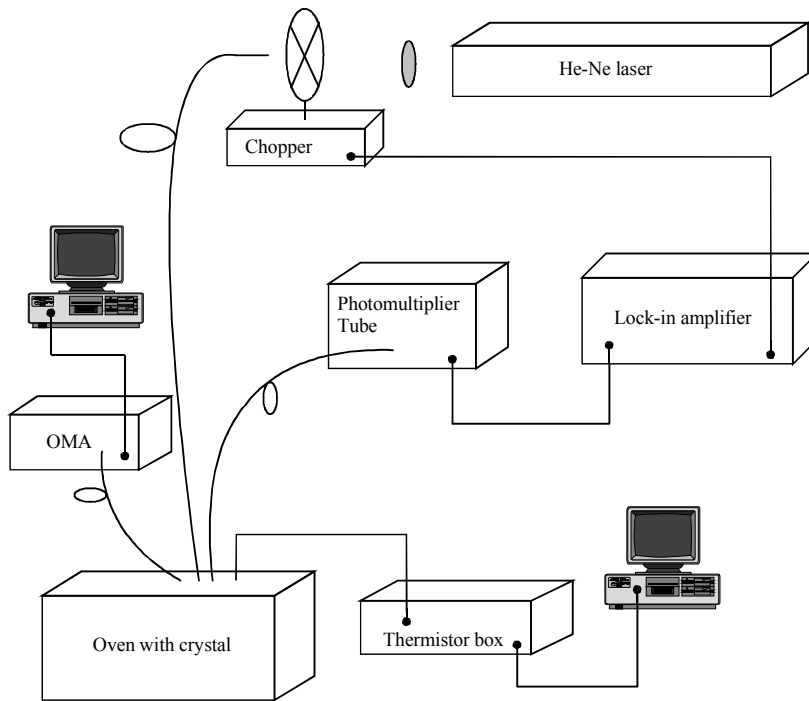 He-Ne laser
Chopper
Photomultiplier
Tube
Lock-in amplifier
OMA
Oven with crystal
Thermistor box